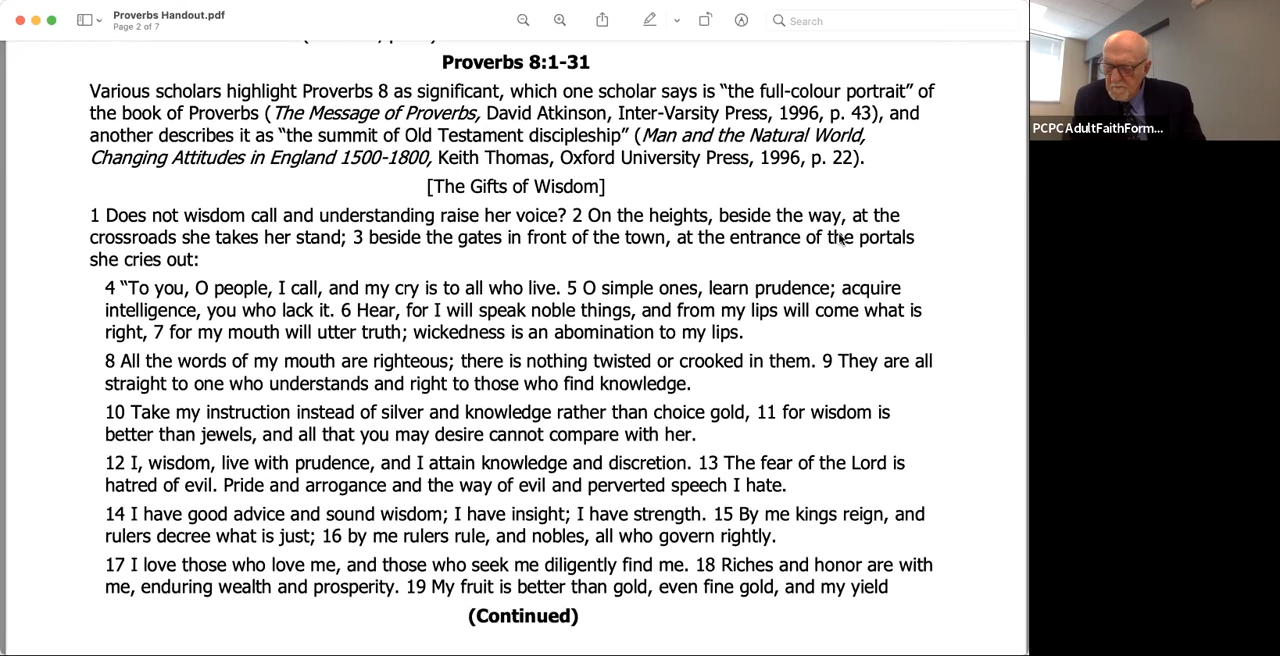 Proverbs Handout.pdf
Page 2 of 7
Search
Proverbs 8:1-31
Various scholars highlight Proverbs 8 as significant, which one scholar says is “the full-colour portrait” of
the book of Proverbs (The Message of Proverbs, David Atkinson, Inter-Varsity Press, 1996, p. 43), and
another describes it as “the summit of Old Testament discipleship” (Man and the Natural World,
Changing Attitudes in England 1500-1800, Keith Thomas, Oxford University Press, 1996, p. 22).
[The Gifts of Wisdom]
1 Does not wisdom call and understanding raise her voice? 2 On the heights, beside the way, at the
crossroads she takes her stand; 3 beside the gates in front of the town, at the entrance of the portals
she cries out:
4 “To you, O people, I call, and my cry is to all who live. 5 O simple ones, learn prudence; acquire
intelligence, you who lack it. 6 Hear, for I will speak noble things, and from my lips will come what is
right, 7 for my mouth will utter truth; wickedness is an abomination to my lips.
8 All the words of my mouth are righteous; there is nothing twisted or crooked in them. 9 They are all
straight to one who understands and right to those who find knowledge.
10 Take my instruction instead of silver and knowledge rather than choice gold, 11 for wisdom is
better than jewels, and all that you may desire cannot compare with her.
12 I, wisdom, live with prudence, and I attain knowledge and discretion. 13 The fear of the Lord is
hatred of evil. Pride and arrogance and the way of evil and perverted speech I hate.
14 I have good advice and sound wisdom; I have insight; I have strength. 15 By me kings reign, and
rulers decree what is just; 16 by me rulers rule, and nobles, all who govern rightly.
17 I love those who love me, and those who seek me diligently find me. 18 Riches and honor are with
me, enduring wealth and prosperity. 19 My fruit is better than gold, even fine gold, and my yield
(Continued)
PCPC AdultFaithForm...